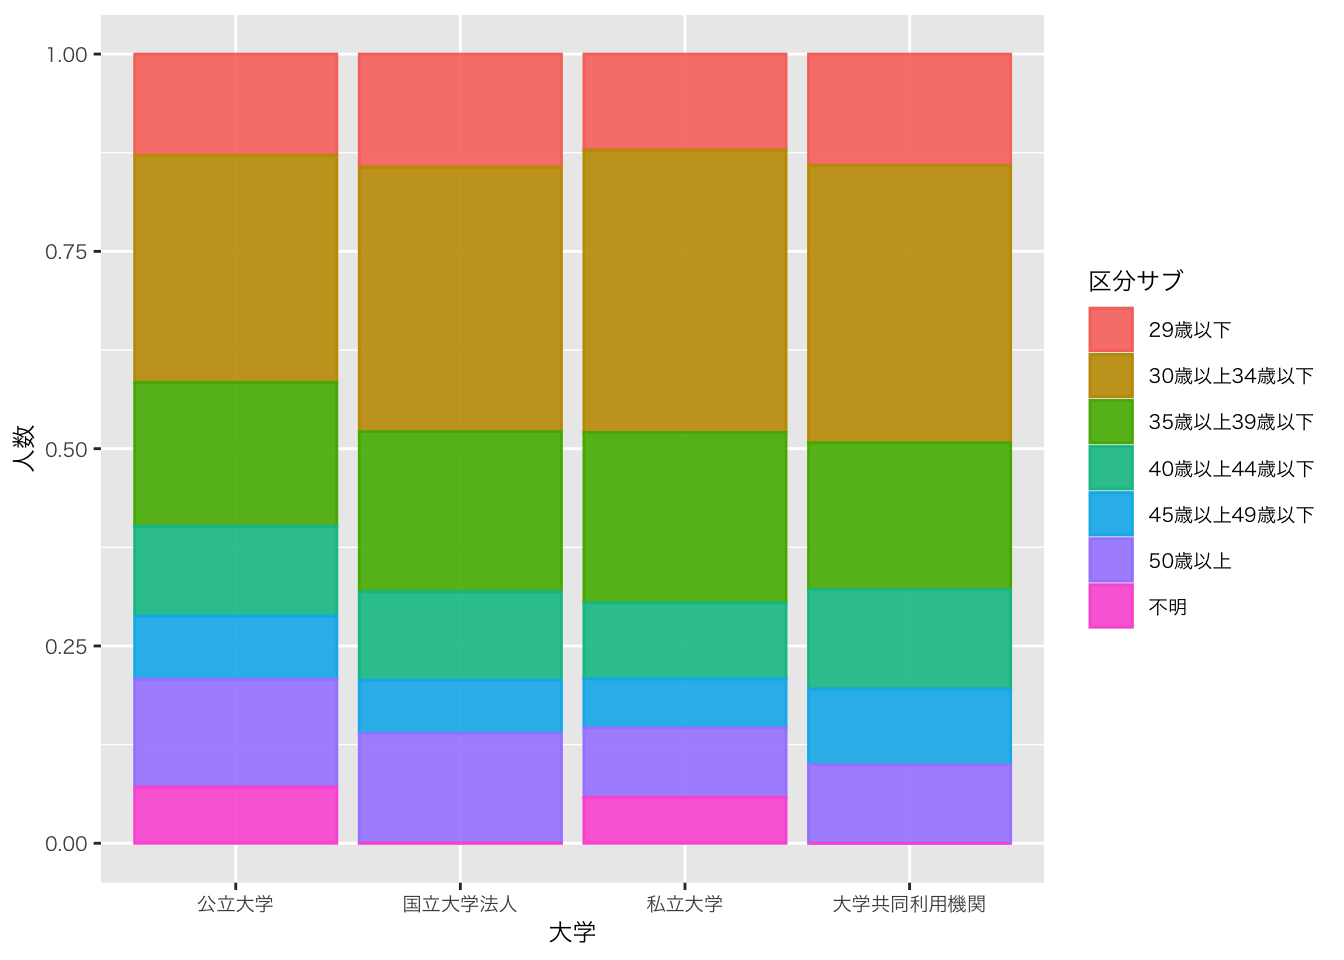 1.00
0.75
0.50
0.25
0.00
人数
公立大学
国立大学法人
私立大学
大学共同利用機関
大学
区分サブ
29歳以下
30歳以上34歳以下
35歳以上39歳以下
40歳以上44歳以下
45歳以上49歳以下
50歳以上
不明